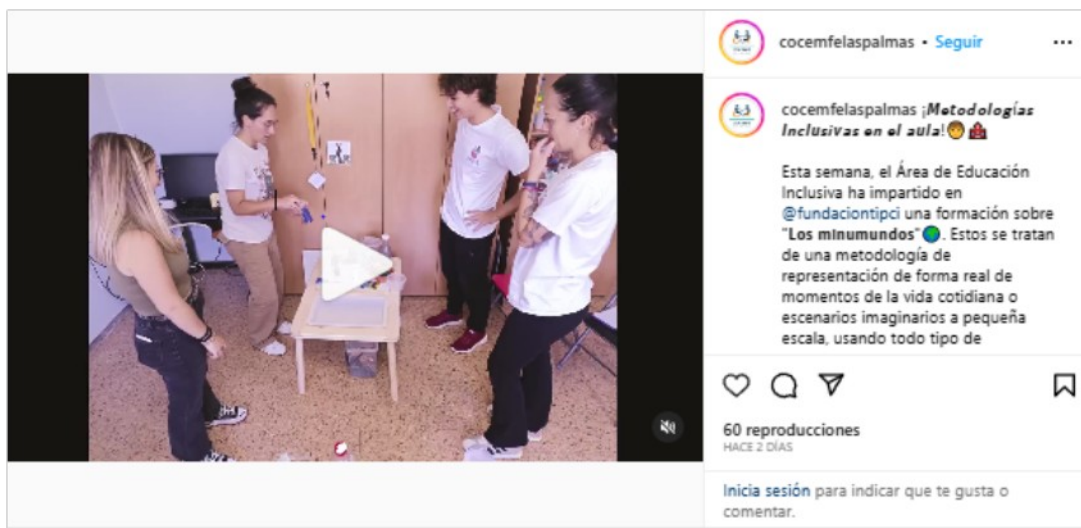 cocemfelaspalmas • Seguir
cocemfelaspalmas ¡Metodologías
Inclusivas en el aula!
Esta semana, el Área de Educación
Inclusiva ha impartido en
@fundaciontipci una formación sobre
"Los minumundos". Estos se tratan
de una metodología de
representación de forma real de
momentos de la vida cotidiana o
escenarios imaginarios a pequeña
escala, usando todo tipo de
60 reproducciones
HACE 2 DÍAS
Inicia sesión para indicar que te gusta o
comentar.